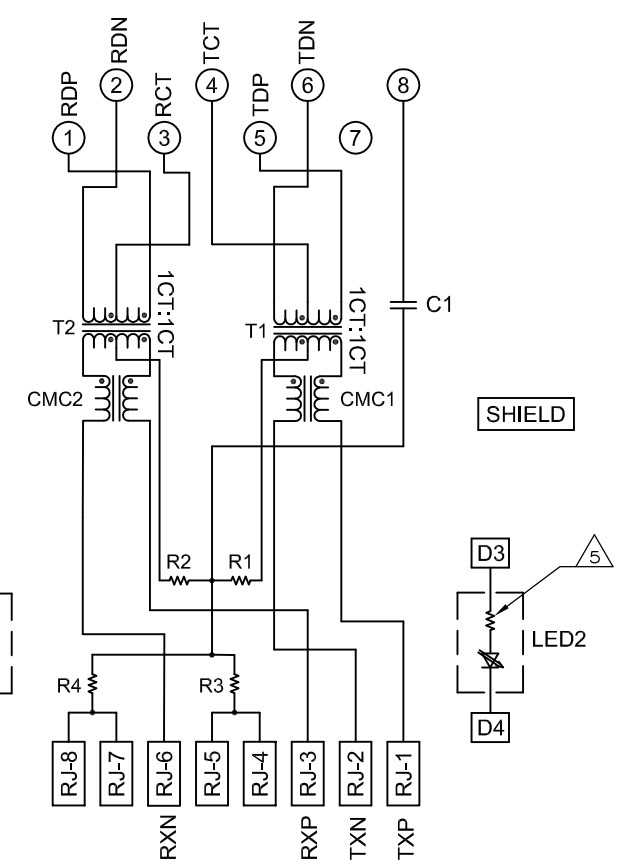 RDP
RDN
RCT
TCT
TDP
TDN
1
2
3
4
5
6
7
8
T2
1CT:1CT
T1
1CT:1CT
C1
CMC2
CMC1
SHIELD
R2
R1
D3
5
LED2
D4
R4
R3
RJ-8
RJ-7
RJ-6
RJ-5
RJ-4
RJ-3
RJ-2
RJ-1
RXN
RXP
TXN
TXP